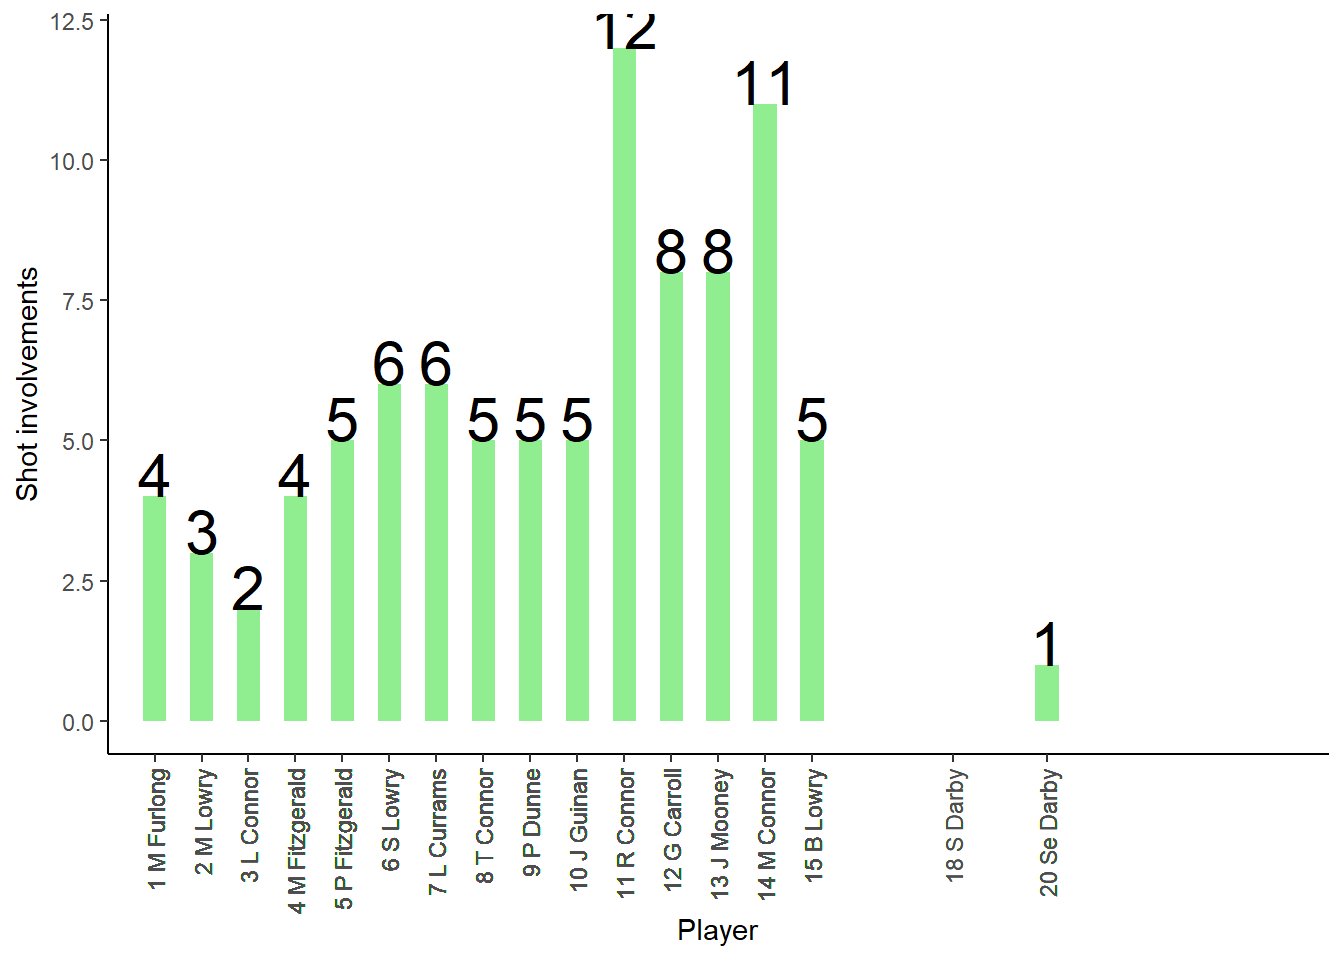 12.5
10.0
7.5
5.0
2.5
0.0
Shot involvements
4
3
2
4
5
6
6
5
5
5
12
8
8
11
5
1
1 M Furlong
2 M Lowry
3 L Connor
4 M Fitzgerald
5 P Fitzgerald
6 S Lowry
7 L Currams
8 T Connor
9 P Dunne
10 J Guinan
11 R Connor
12 G Carroll
13 J Mooney
14 M Connor
15 B Lowry
18 S Darby
20 Se Darby
Player